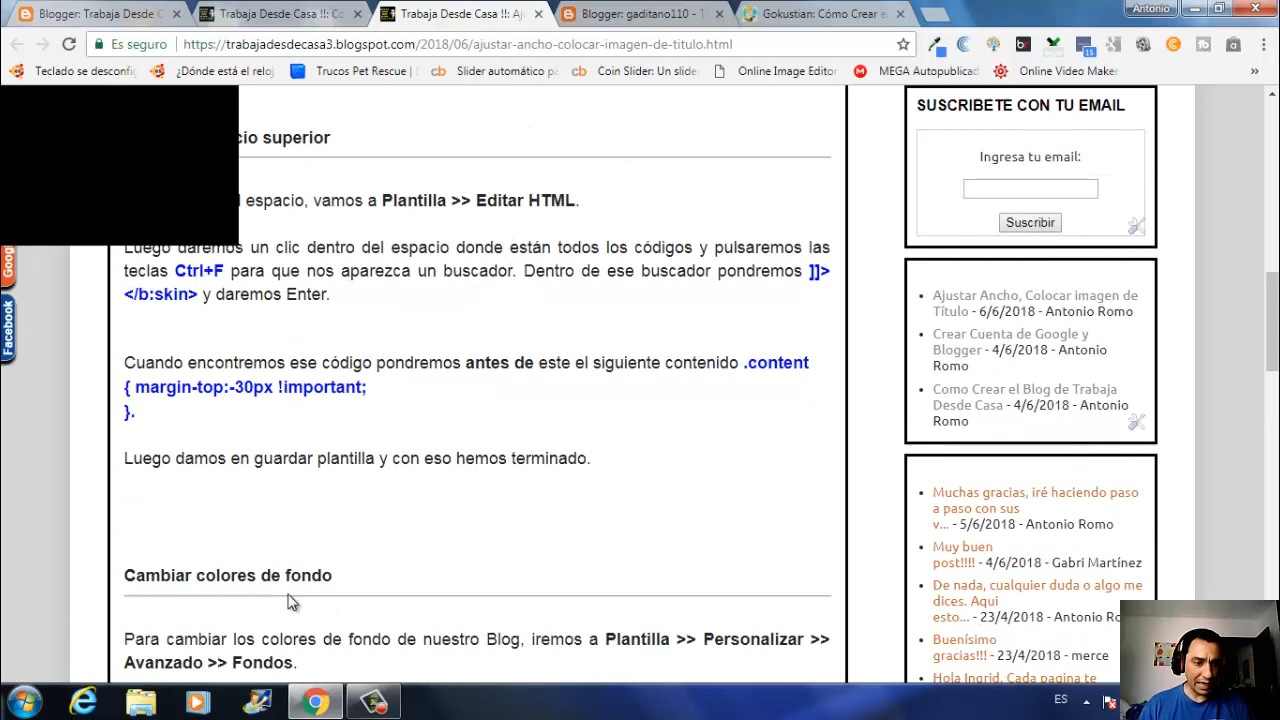 Blogger: Trabaja Desde C
Trabaja Desde Casa !!: Co
Trabaja Desde Casa !!: Aj
Blogger: gaditano110 - T
Gokustian: Cómo Crear e
Antonio
Es seguro
https://trabajadesdecasa3.blogspot.com/2018/06/ajustar-ancho-colocar-imagen-de-titulo.html
15
Teclado se desconfig
¿Dónde está el reloj
Trucos Pet Rescue |
Slider automático p
Coin Slider: Un slide
Online Image Editor
MEGA Autopublicad
Online Video Maker
»
cio superior
l espacio, vamos a Plantilla >> Editar HTML.
Luego daremos un clic dentro del espacio donde están todos los códigos y pulsaremos las
teclas Ctrl+F para que nos aparezca un buscador. Dentro de ese buscador pondremos ]]>
</b:skin> y daremos Enter.
Cuando encontremos ese código pondremos antes de este el siguiente contenido .content
{ margin-top:-30px !important;
}.
Luego damos en guardar plantilla y con eso hemos terminado.
Cambiar colores de fondo
Para cambiar los colores de fondo de nuestro Blog, iremos a Plantilla >> Personalizar >>
Avanzado >> Fondos.
Goo
Facebook
SUSCRIBETE CON TU EMAIL
Ingresa tu email:
Suscribir
Ajustar Ancho, Colocar imagen de
Título - 6/6/2018 - Antonio Romo
Crear Cuenta de Google y
Blogger - 4/6/2018 - Antonio
Romo
Como Crear el Blog de Trabaja
Desde Casa - 4/6/2018 - Antonio
Romo
Muchas gracias, iré haciendo paso
a paso con sus
v... - 5/6/2018 - Antonio Romo
Muy buen
post!!!! - 4/6/2018 - Gabri Martínez
De nada, cualquier duda o algo me
dices. Aqui
esto... - 23/4/2018 - Antonio Ro
Buenísimo
gracias!!! - 23/4/2018 - merce
Hola Ingrid, Cada pagina te
ES